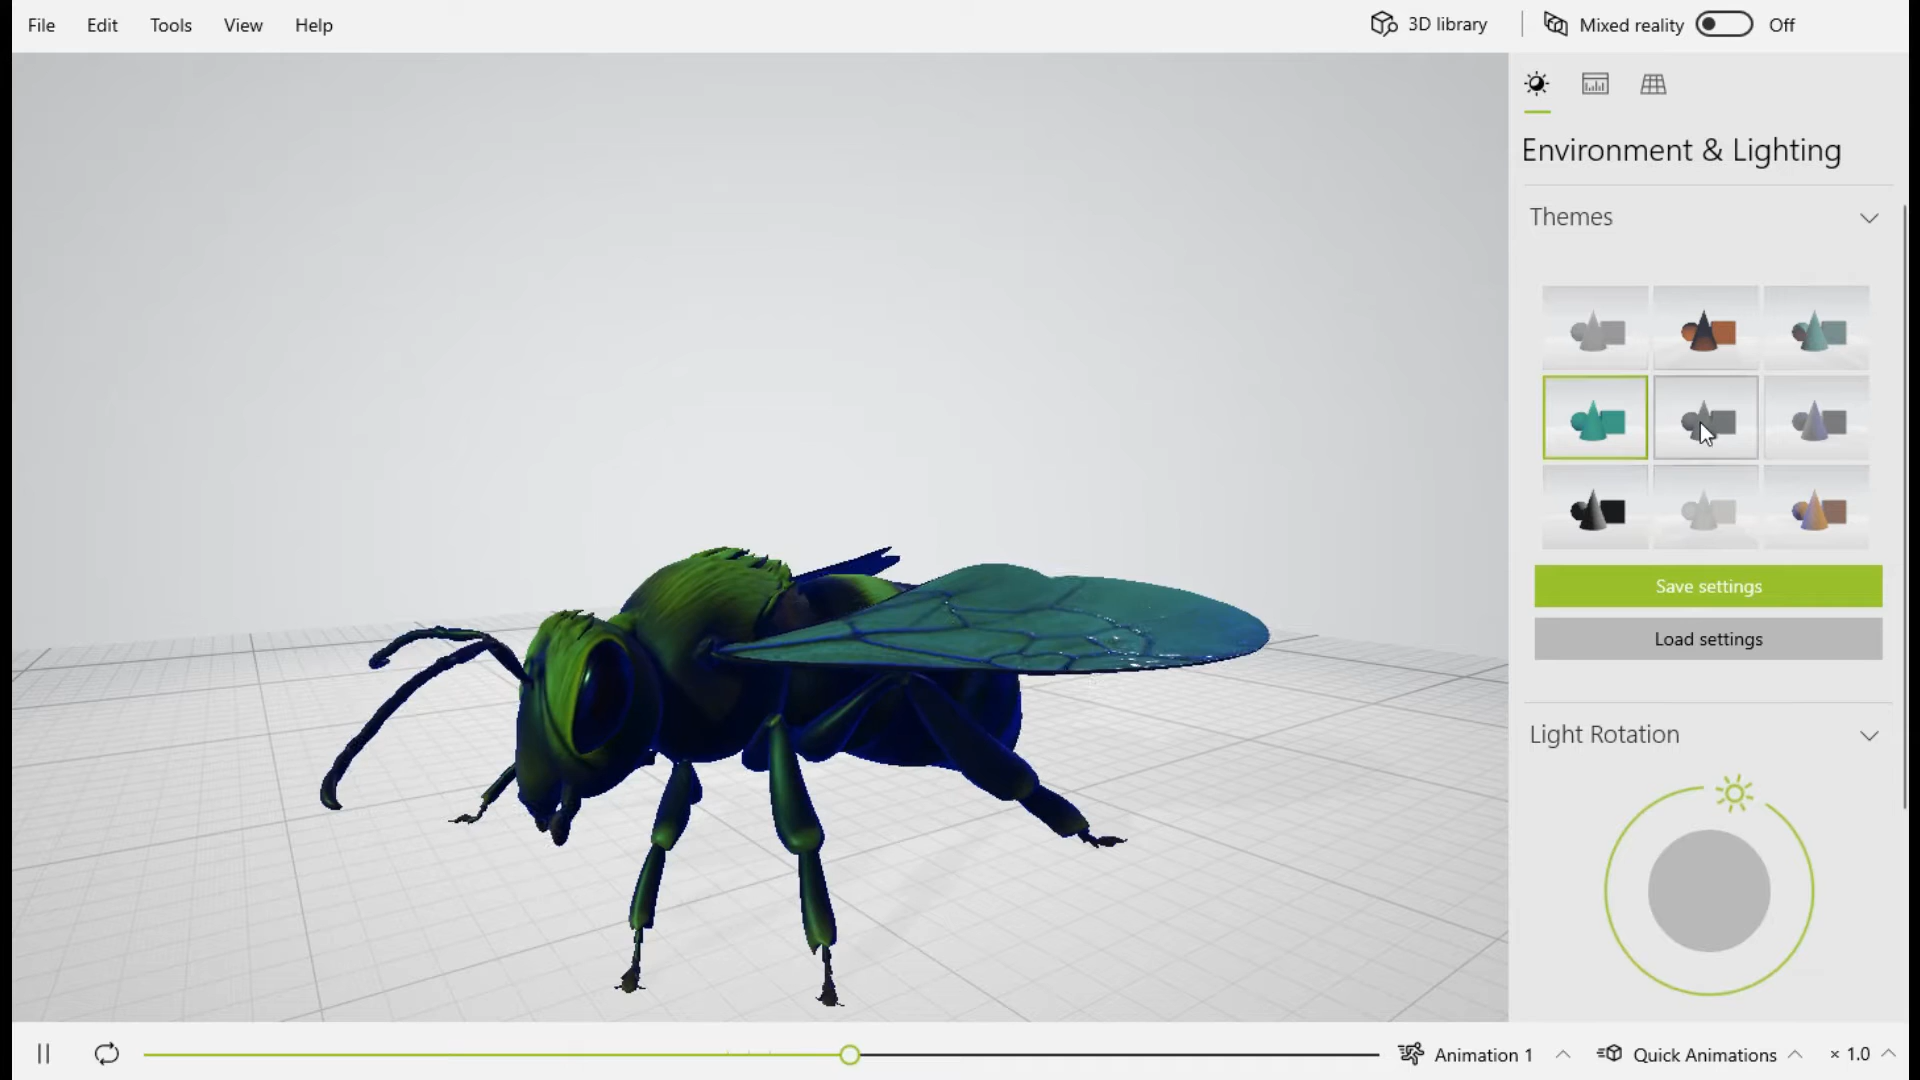 File Edit Tools View Help 3D library Mixed reality Off
Environment & Lighting
Themes
Save settings
Load settings
Light Rotation
Animation 1 Quick Animations × 1.0